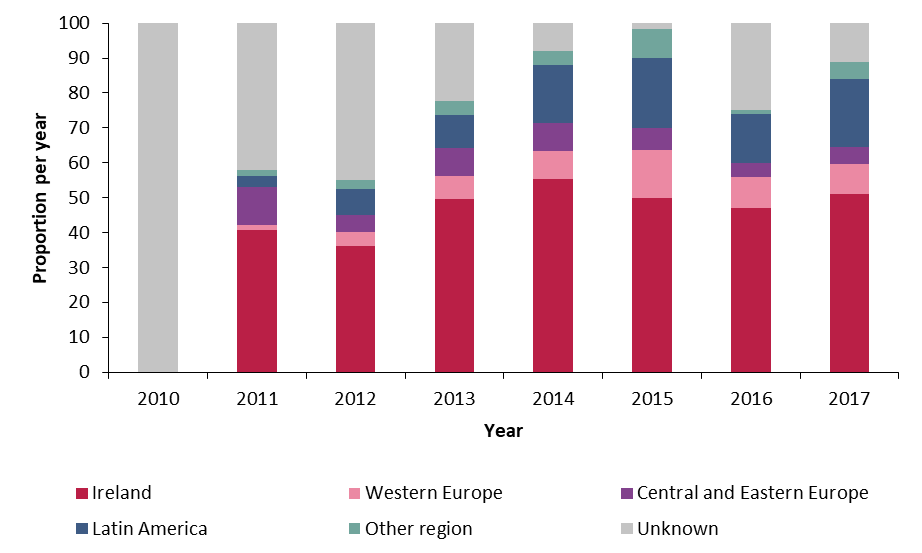 100
90
80
70
60
50
40
30
20
10
0
Proportion per year
2010 2011 2012 2013 2014 2015 2016 2017
Year
Ireland Western Europe Central and Eastern Europe
Latin America Other region Unknown